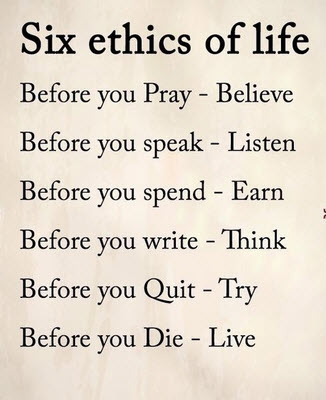 Six ethics of life
Before you Pray - Believe
Before you speak - Listen
Before you spend - Earn
Before you write - Think
Before you Quit - Try
Before you Die - Live